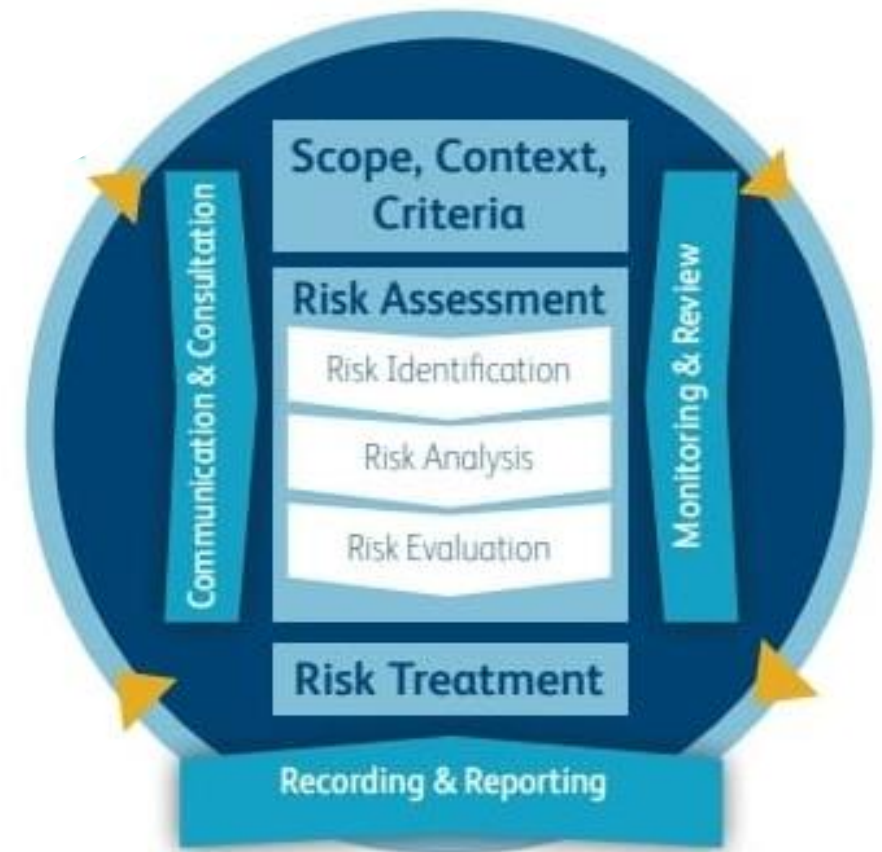 Scope, Context,
Criteria
Communication & Consultation
Risk Assessment
Risk Identification
Risk Analysis
Risk Evaluation
Monitoring & Review
Risk Treatment
Recording & Reporting